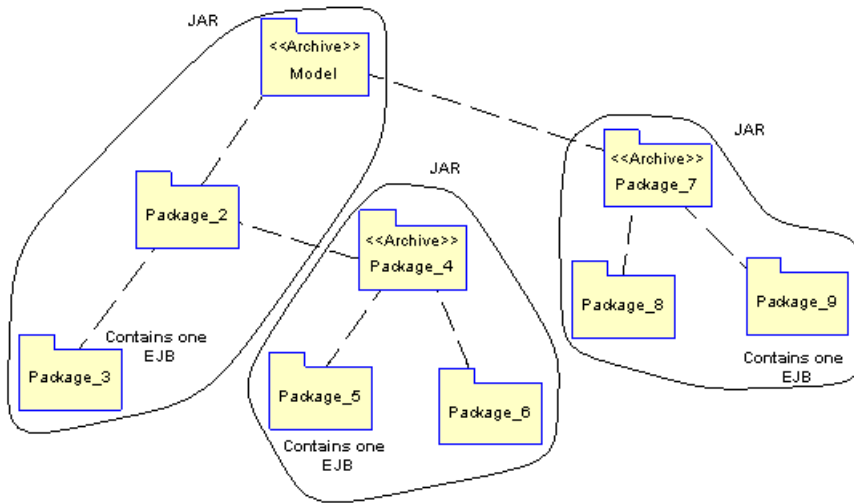 JAR
<<Archive>>
Model
JAR
<<Archive>>
Package_7
JAR
Package_2
<<Archive>>
Package_4
Package_8
Package_9
Contains one
EJB
Package_3
Contains one
EJB
Package_5
Package_6
Contains one
EJB